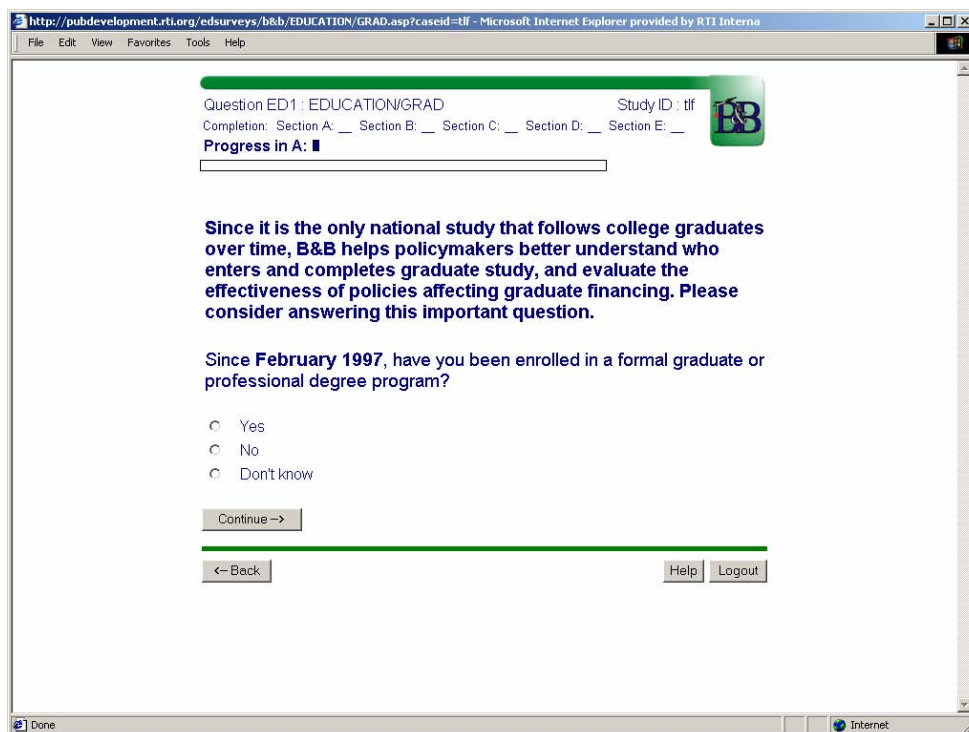 http://pubdevelopment.rti.org/edsurveys/b&b/EDUCATION/GRAD.asp?caseid=tlf - Microsoft Internet Explorer provided by RTI Interna
File Edit View Favorites Tools Help
Question ED1 : EDUCATION/GRAD Study ID : tlf
Completion: Section A: __ Section B: __ Section C: __ Section D: __ Section E: __
B&B
Progress in A:
Since it is the only national study that follows college graduates
over time, B&B helps policymakers better understand who
enters and completes graduate study, and evaluate the
effectiveness of policies affecting graduate financing. Please
consider answering this important question.
Since February 1997, have you been enrolled in a formal graduate or
professional degree program?
Yes
No
Don't know
Continue -->
<-- Back Help Logout
Done Internet